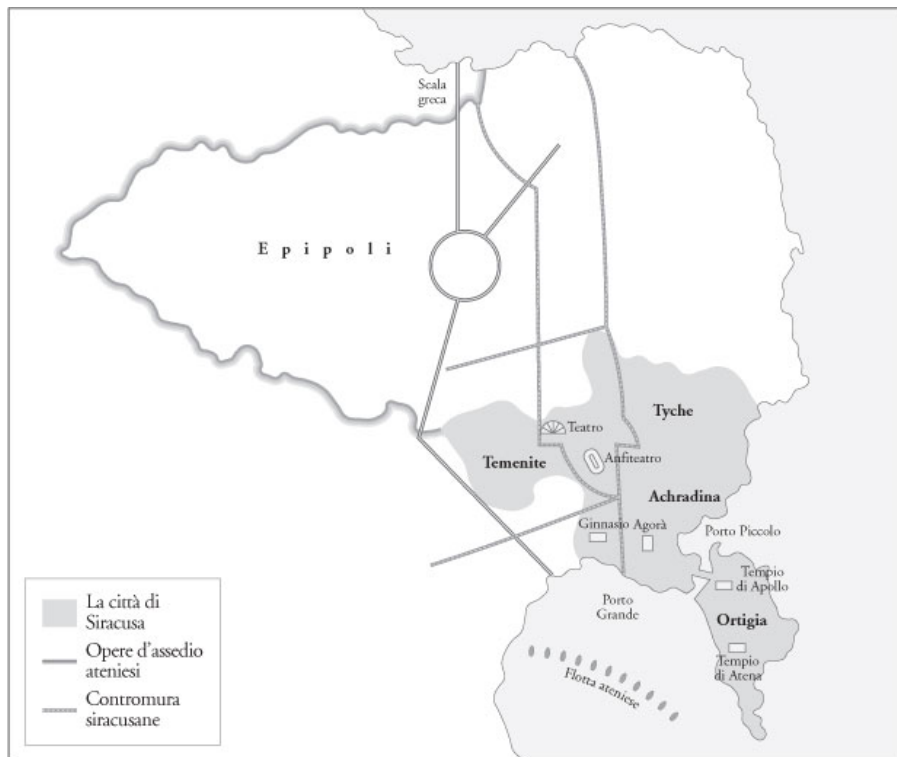 Scala
greca
Epipoli
Tyche
Teatro
Temenite
Anfiteatro
Achradina
Ginnasio
Agorà
Porto Piccolo
Tempio
di Apollo
Porto
Grande
Ortigia
Tempio
di Atena
Flotta ateniese
La città di
Siracusa
Opere d'assedio
ateniesi
Contromura
siracusane